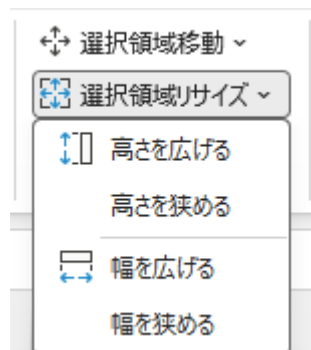 選択領域移動
選択領域リサイズ
高さを広げる
高さを狭める
幅を広げる
幅を狭める